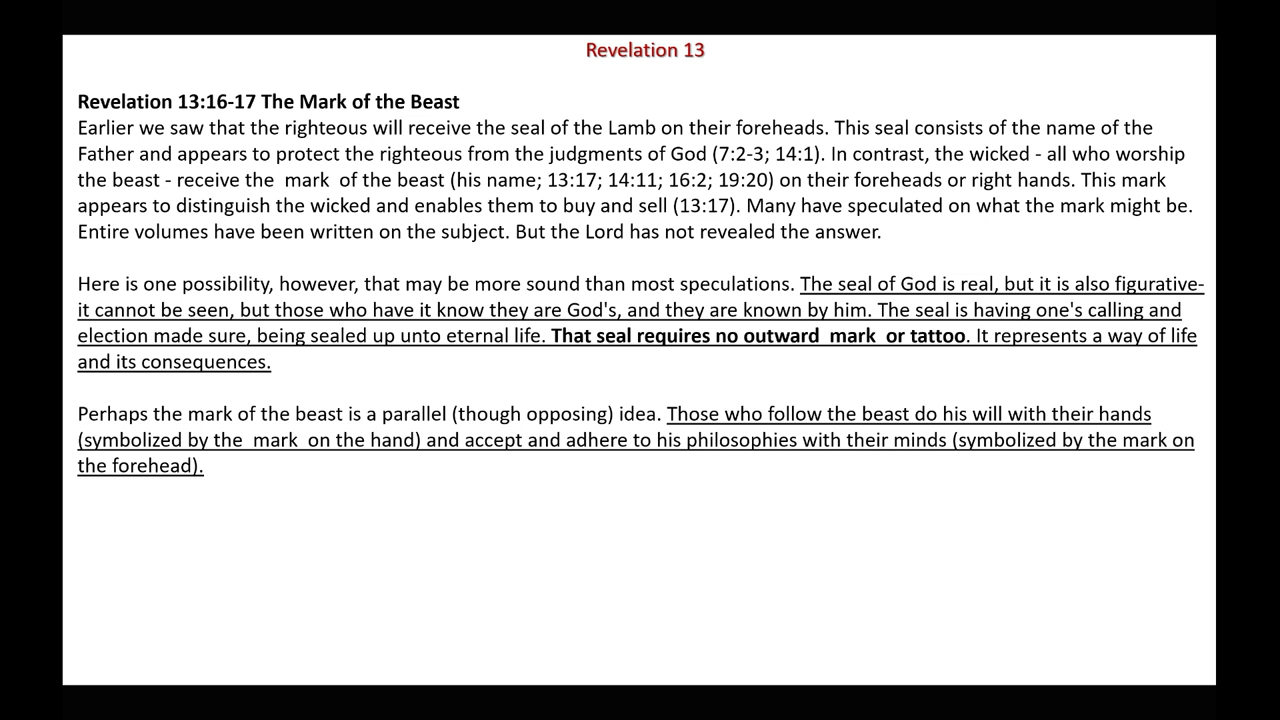 Revelation 13
Revelation 13:16-17 The Mark of the Beast
Earlier we saw that the righteous will receive the seal of the Lamb on their foreheads. This seal consists of the name of the
Father and appears to protect the righteous from the judgments of God (7:2-3; 14:1). In contrast, the wicked - all who worship
the beast - receive the  mark  of the beast (his name; 13:17; 14:11; 16:2; 19:20) on their foreheads or right hands. This mark
appears to distinguish the wicked and enables them to buy and sell (13:17). Many have speculated on what the mark might be.
Entire volumes have been written on the subject. But the Lord has not revealed the answer.
Here is one possibility, however, that may be more sound than most speculations. The seal of God is real, but it is also figurative-
it cannot be seen, but those who have it know they are God's, and they are known by him. The seal is having one's calling and
election made sure, being sealed up unto eternal life. That seal requires no outward  mark  or tattoo. It represents a way of life
and its consequences.
Perhaps the mark of the beast is a parallel (though opposing) idea. Those who follow the beast do his will with their hands
(symbolized by the  mark  on the hand) and accept and adhere to his philosophies with their minds (symbolized by the mark on
the forehead).